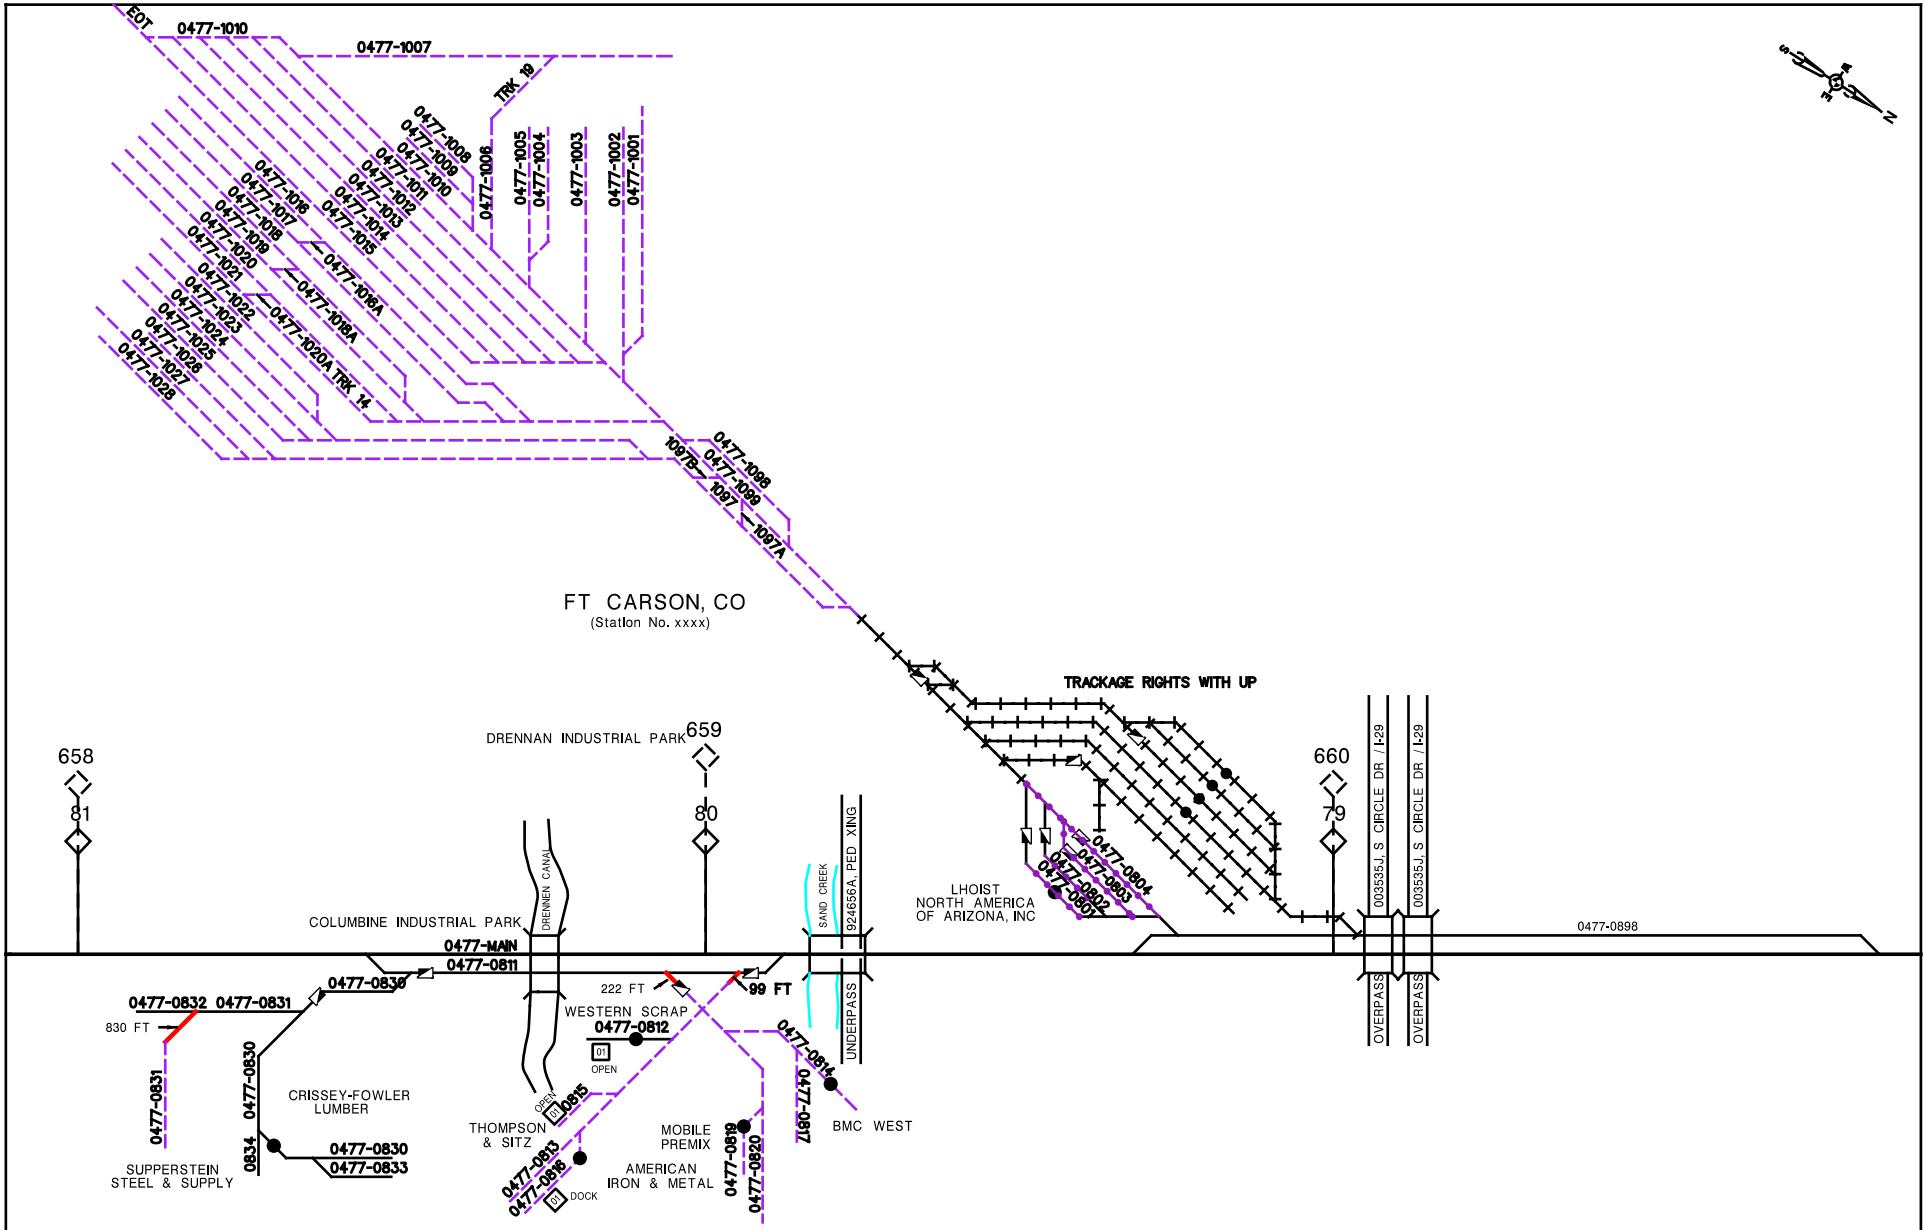 EOT
0477-1010
0477-1007
TRK 19
S
W
E
N
0477-1008
0477-1009
0477-1010
0477-1011
0477-1012
0477-1013
0477-1014
0477-1015
0477-1006
0477-1005
0477-1004
0477-1003
0477-1002
0477-1001
0477-1016
0477-1017
0477-1018
0477-1019
0477-1020
0477-1021
0477-1022
0477-1023
0477-1024
0477-1025
0477-1026
0477-1027
0477-1028
0477-1016A
0477-1018A
0477-1020A TRK 14
0477-1098
0477-1099
1097B
1097
1097A
FT CARSON, CO
(Station No. xxxx)
TRACKAGE RIGHTS WITH UP
658
81
DRENNAN INDUSTRIAL PARK
659
80
660
79
003535J, S CIRCLE DR / I-29
003535J, S CIRCLE DR / I-29
OVERPASS
OVERPASS
DRENNEN CANAL
SAND CREEK
924656A, PED XING
UNDERPASS
LHOIST
NORTH AMERICA
OF ARIZONA, INC
0477-0801
0477-0802
0477-0803
0477-0804
0477-0898
COLUMBINE INDUSTRIAL PARK
0477-MAIN
0477-0811
0477-0830
0477-0832
0477-0831
830 FT
222 FT
99 FT
WESTERN SCRAP
0477-0812
01
OPEN
0477-0814
0477-0817
BMC WEST
0477-0831
0477-0830
0834
CRISSEY-FOWLER
LUMBER
0477-0830
0477-0833
SUPPERSTEIN
STEEL & SUPPLY
OPEN
01
0815
THOMPSON
& SITZ
0477-0813
0477-0816
01
DOCK
MOBILE
PREMIX
AMERICAN
IRON & METAL
0477-0819
0477-0820